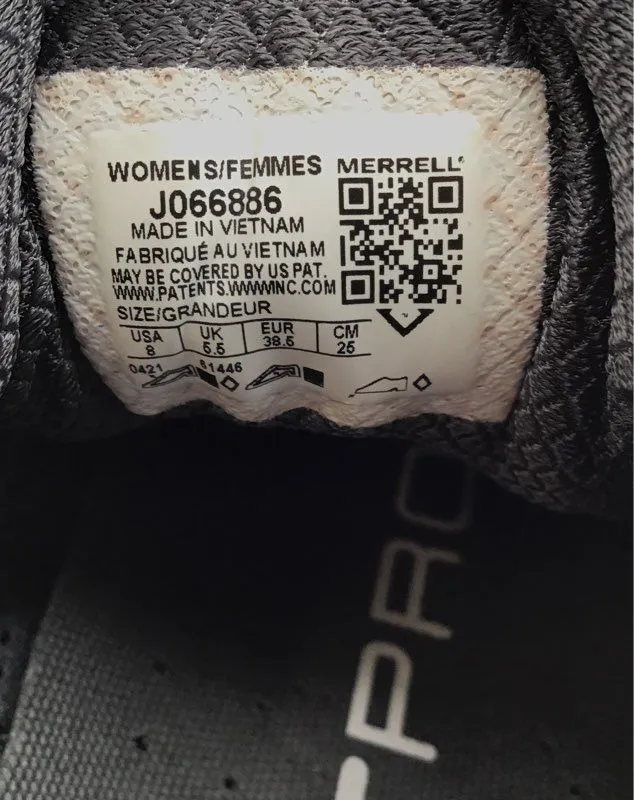 WOMENS/FEMMES MERRELL
J066886
MADE IN VIETNAM
FABRIQUÉ AU VIETNAM
MAY BE COVERED BY US PAT.
WWW.PATENTS.WWWINC.COM
SIZE/GRANDEUR
USA UK EUR CM
8 5.5 38.5 25
0421 61446
PRO